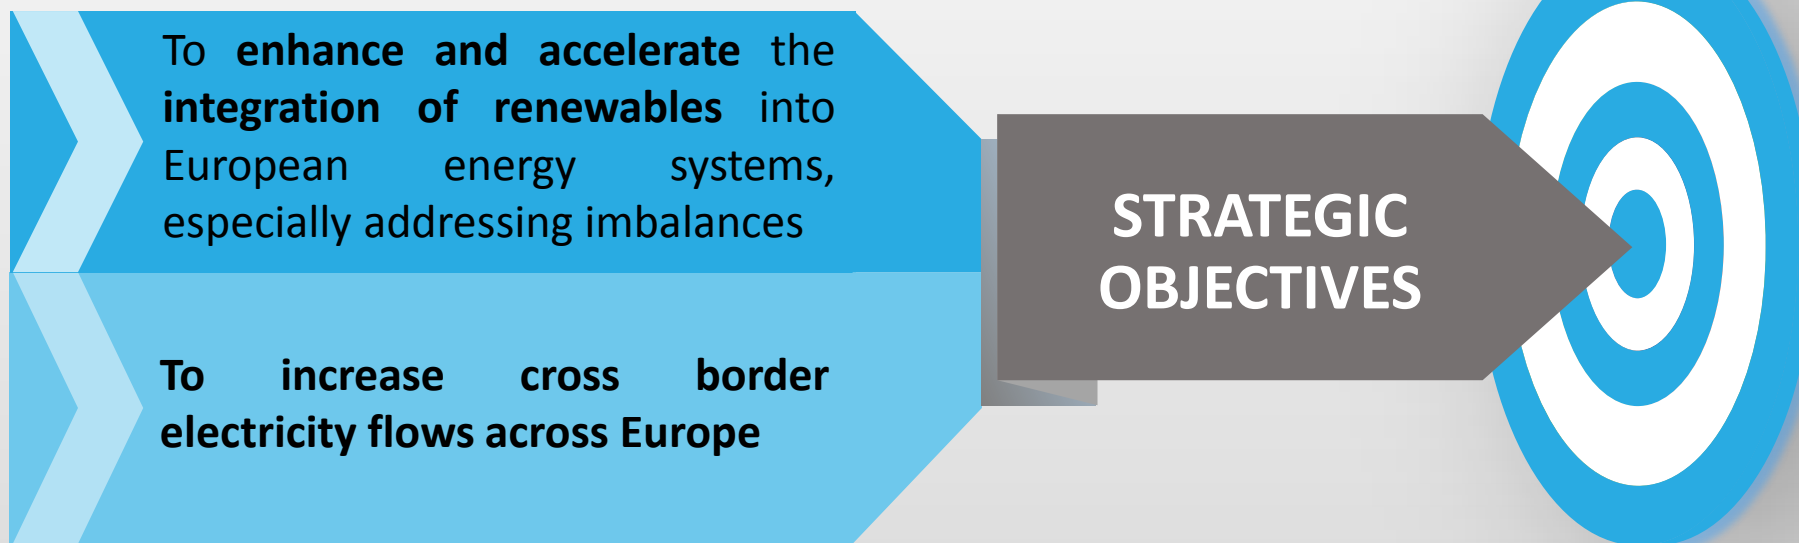 To enhance and accelerate the
integration of renewables into
European energy systems,
especially addressing imbalances
To increase cross border
electricity flows across Europe
STRATEGIC
OBJECTIVES